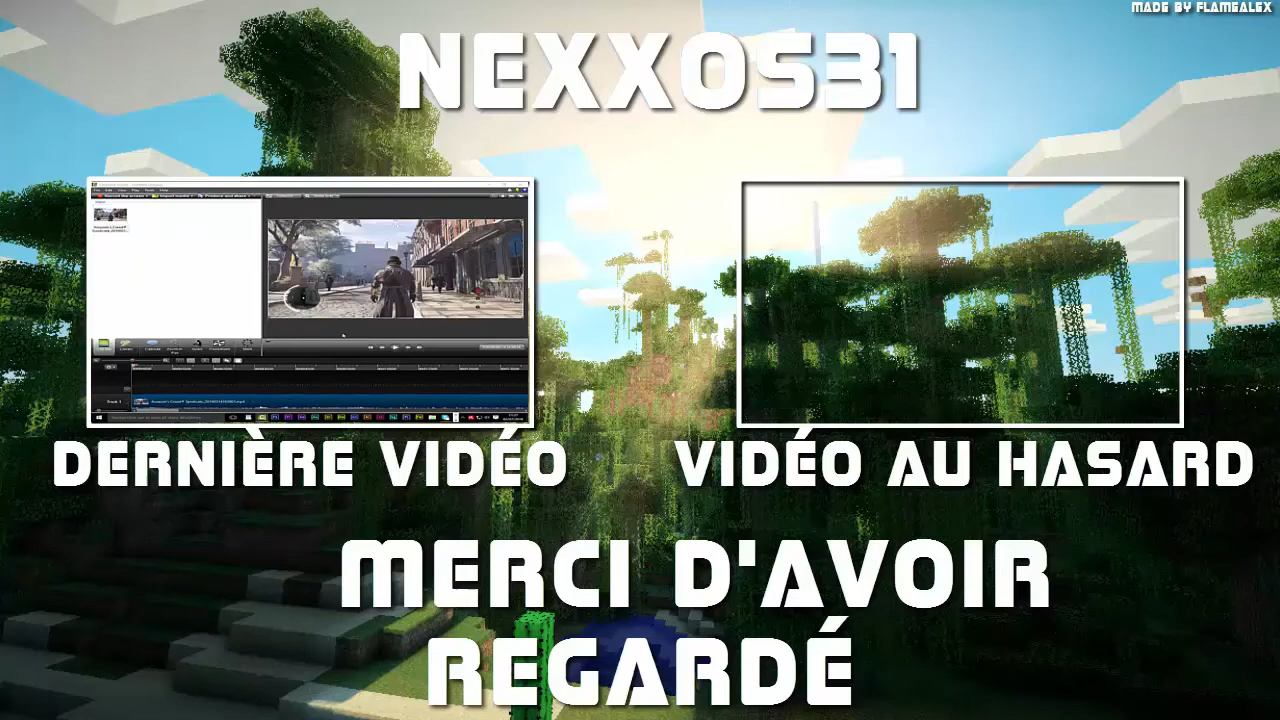 MADE BY FLAMEALEX
NEXXOS31
DERNIÈRE VIDÉO
VIDÉO AU HASARD
MERCI D'AVOIR
REGARDÉ